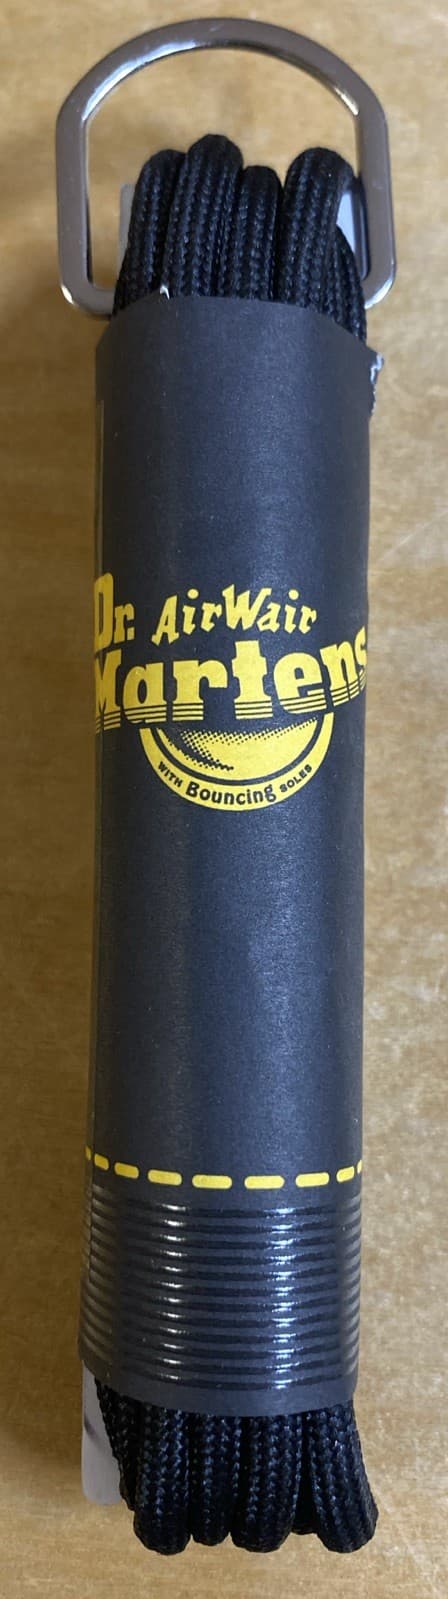 Dr. AirWair
Martens
WITH Bouncing SOLES